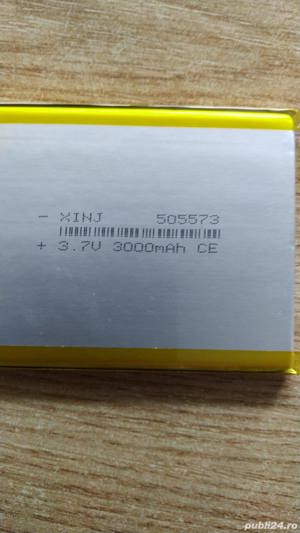 - XINJ 505573
+ 3.7V 3000mAh CE
publi24.ro